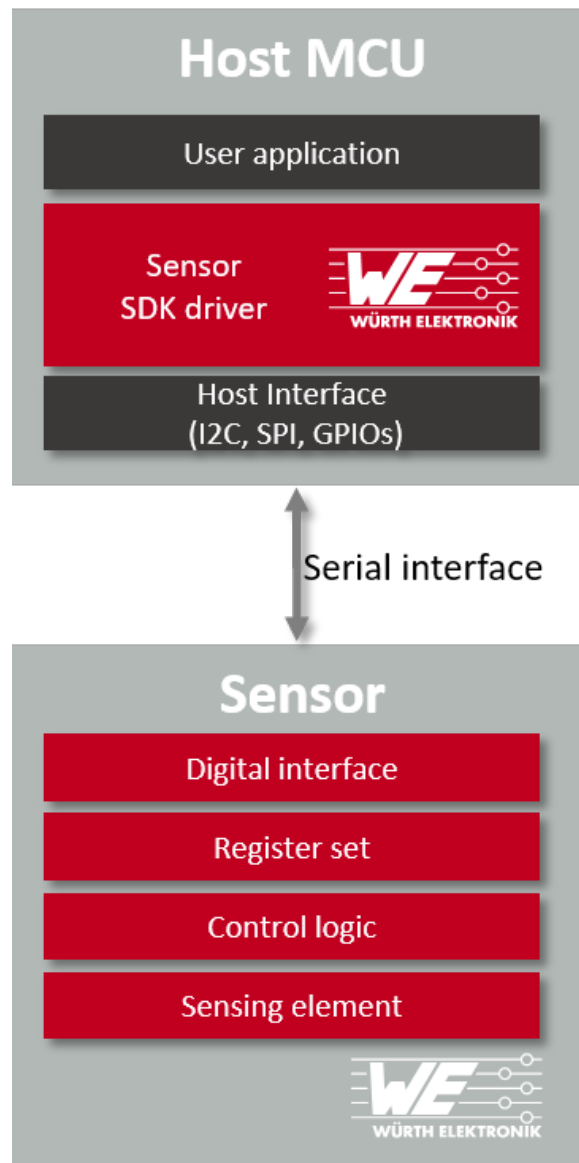 Host MCU
User application
Sensor
SDK driver
WE
WÜRTH ELEKTRONIK
Host Interface
(I2C, SPI, GPIOs)
Serial interface
Sensor
Digital interface
Register set
Control logic
Sensing element
WE
WÜRTH ELEKTRONIK